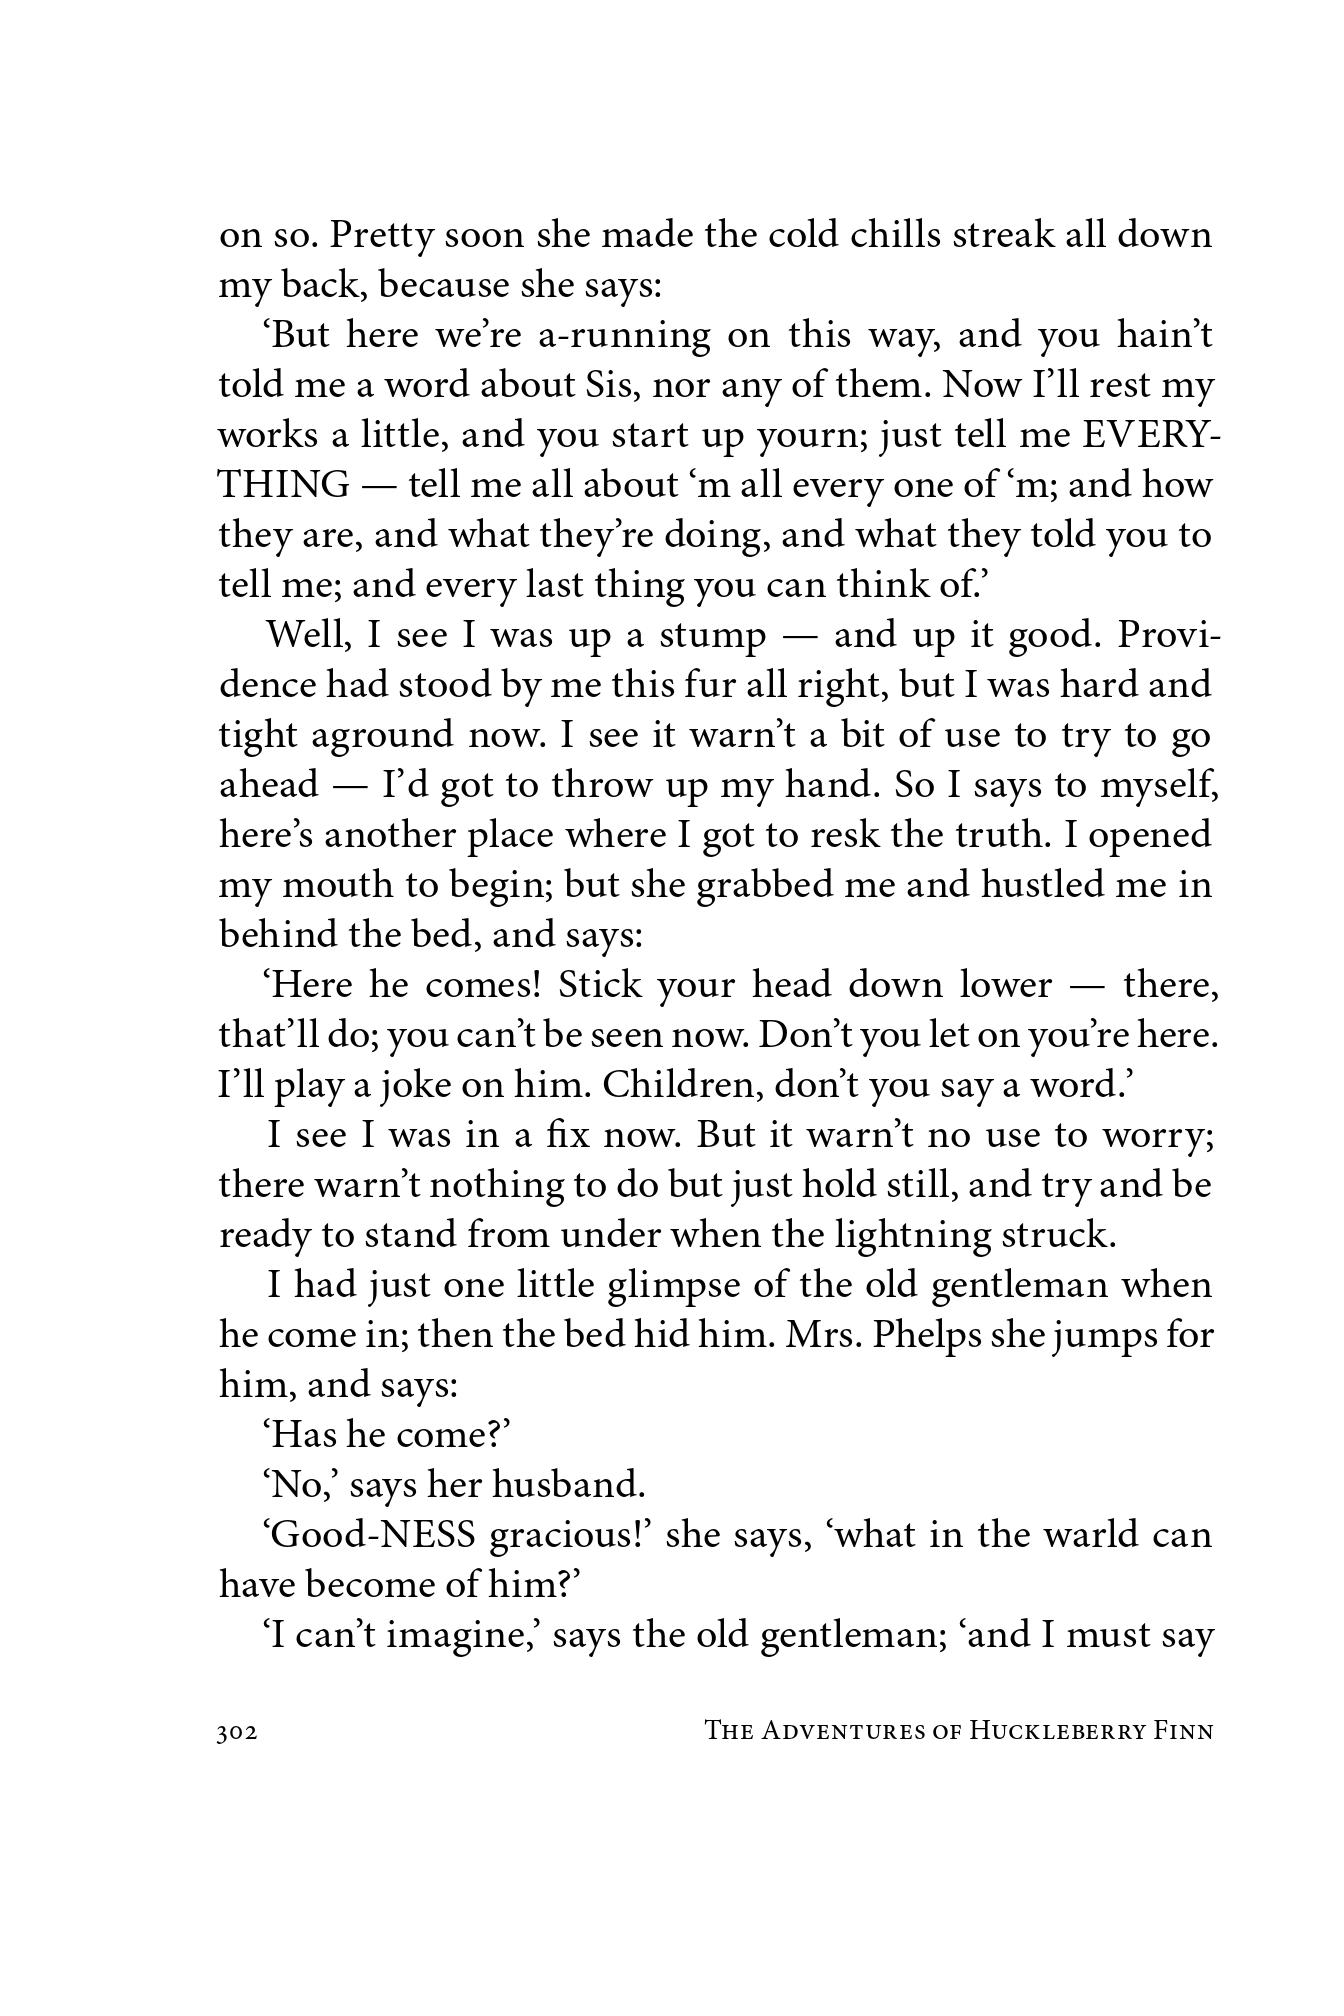 on so. Pretty soon she made the cold chills streak all down
my back, because she says:
‘But here we’re a-running on this way, and you hain’t
told me a word about Sis, nor any of them. Now I’ll rest my
works a little, and you start up yourn; just tell me EVERY-
THING — tell me all about ‘m all every one of ‘m; and how
they are, and what they’re doing, and what they told you to
tell me; and every last thing you can think of.’
Well, I see I was up a stump — and up it good. Provi-
dence had stood by me this fur all right, but I was hard and
tight aground now. I see it warn’t a bit of use to try to go
ahead — I’d got to throw up my hand. So I says to myself,
here’s another place where I got to resk the truth. I opened
my mouth to begin; but she grabbed me and hustled me in
behind the bed, and says:
‘Here he comes! Stick your head down lower — there,
that’ll do; you can’t be seen now. Don’t you let on you’re here.
I’ll play a joke on him. Children, don’t you say a word.’
I see I was in a fix now. But it warn’t no use to worry;
there warn’t nothing to do but just hold still, and try and be
ready to stand from under when the lightning struck.
I had just one little glimpse of the old gentleman when
he come in; then the bed hid him. Mrs. Phelps she jumps for
him, and says:
‘Has he come?’
‘No,’ says her husband.
‘Good-NESS gracious!’ she says, ‘what in the warld can
have become of him?’
‘I can’t imagine,’ says the old gentleman; ‘and I must say
302 The Adventures of Huckleberry Finn